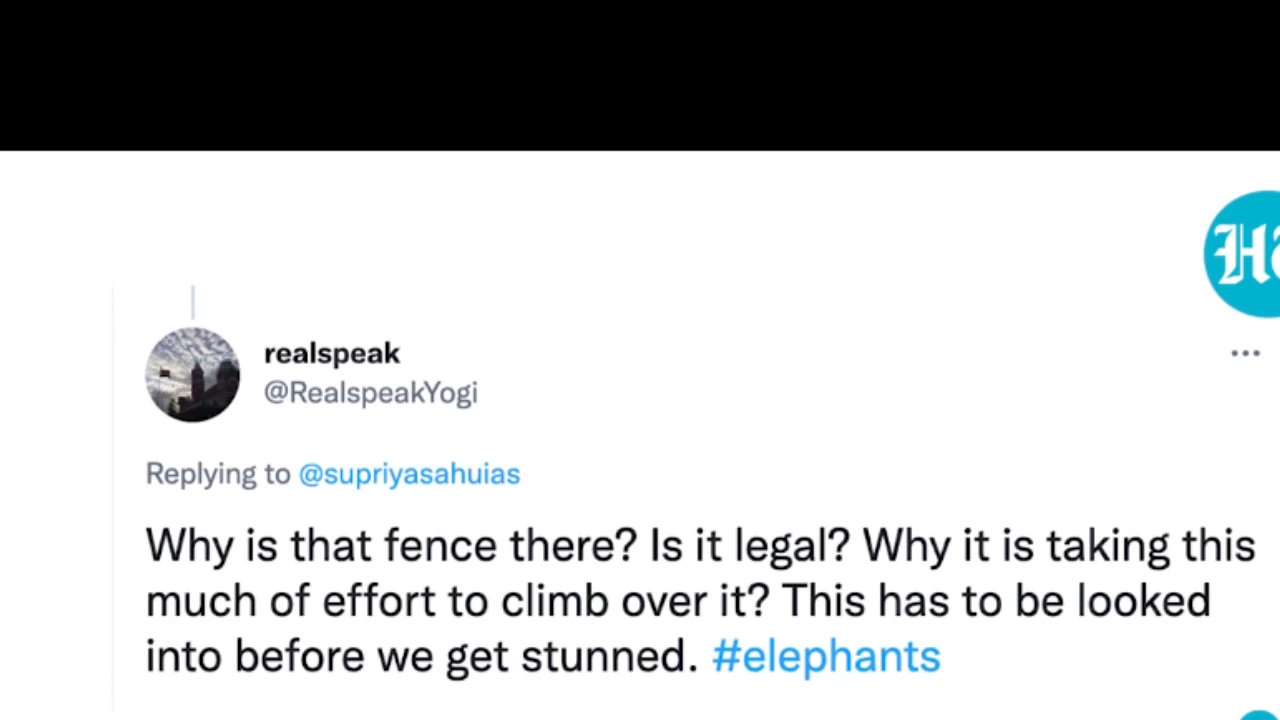 realspeak
@RealspeakYogi
Replying to @supriyasahuias
Why is that fence there? Is it legal? Why it is taking this
much of effort to climb over it? This has to be looked
into before we get stunned. #elephants